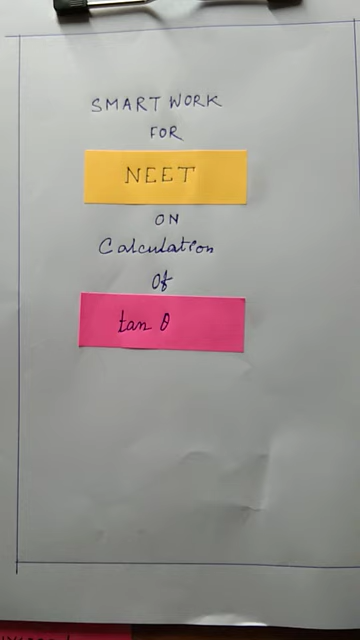 SMART WORK
FOR
NEET
ON
Calculation
Of
tan θ